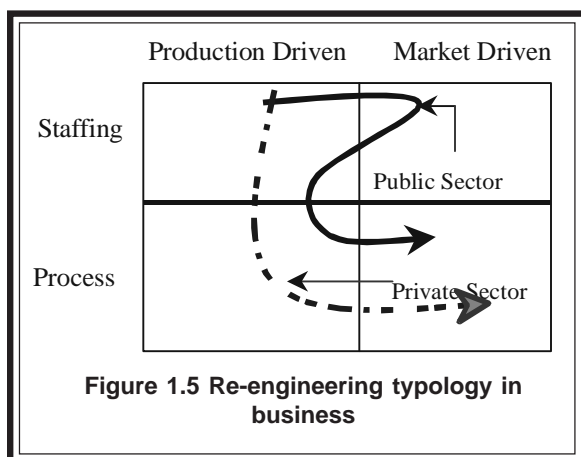 Production Driven Market Driven
Staffing
Public Sector
Process
Private Sector
Figure 1.5 Re-engineering typology in
business